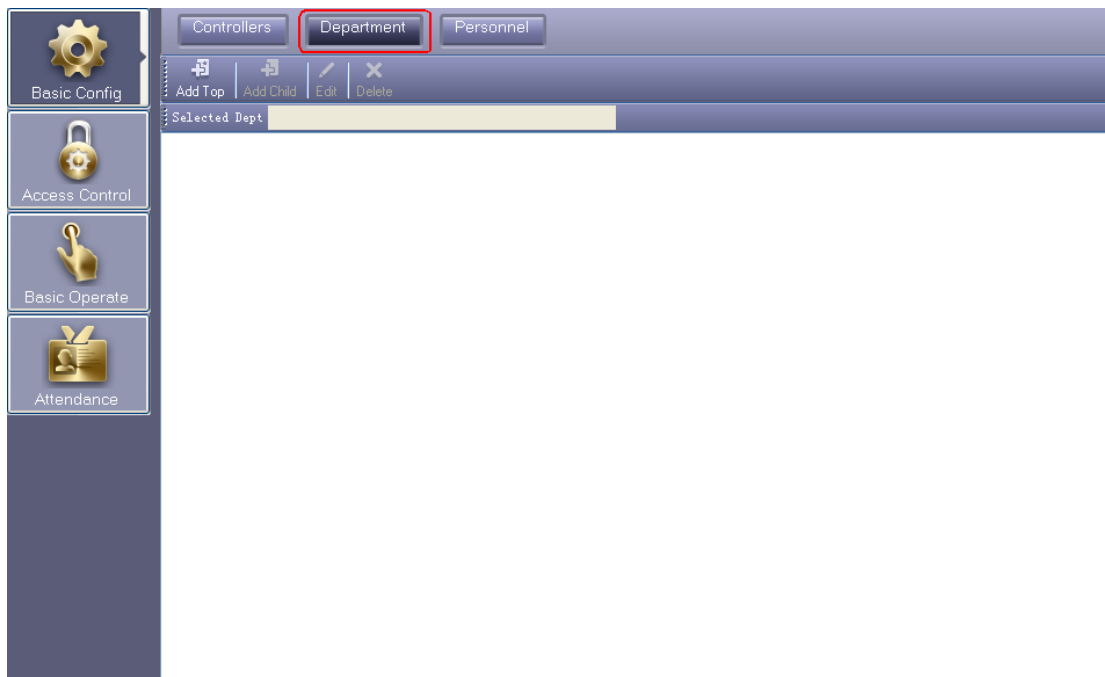 Controllers Department Personnel
Basic Config
Add Top Add Child Edit Delete
Selected Dept
Access Control
Basic Operate
Attendance